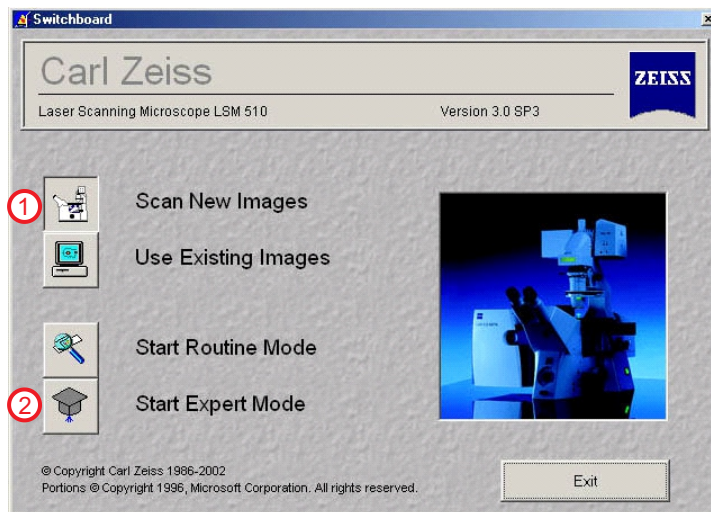 Switchboard
Carl Zeiss
ZEISS
Laser Scanning Microscope LSM 510 Version 3.0 SP3
1 Scan New Images
Use Existing Images
Start Routine Mode
2 Start Expert Mode
© Copyright Carl Zeiss 1986-2002
Portions © Copyright 1996, Microsoft Corporation. All rights reserved.
Exit